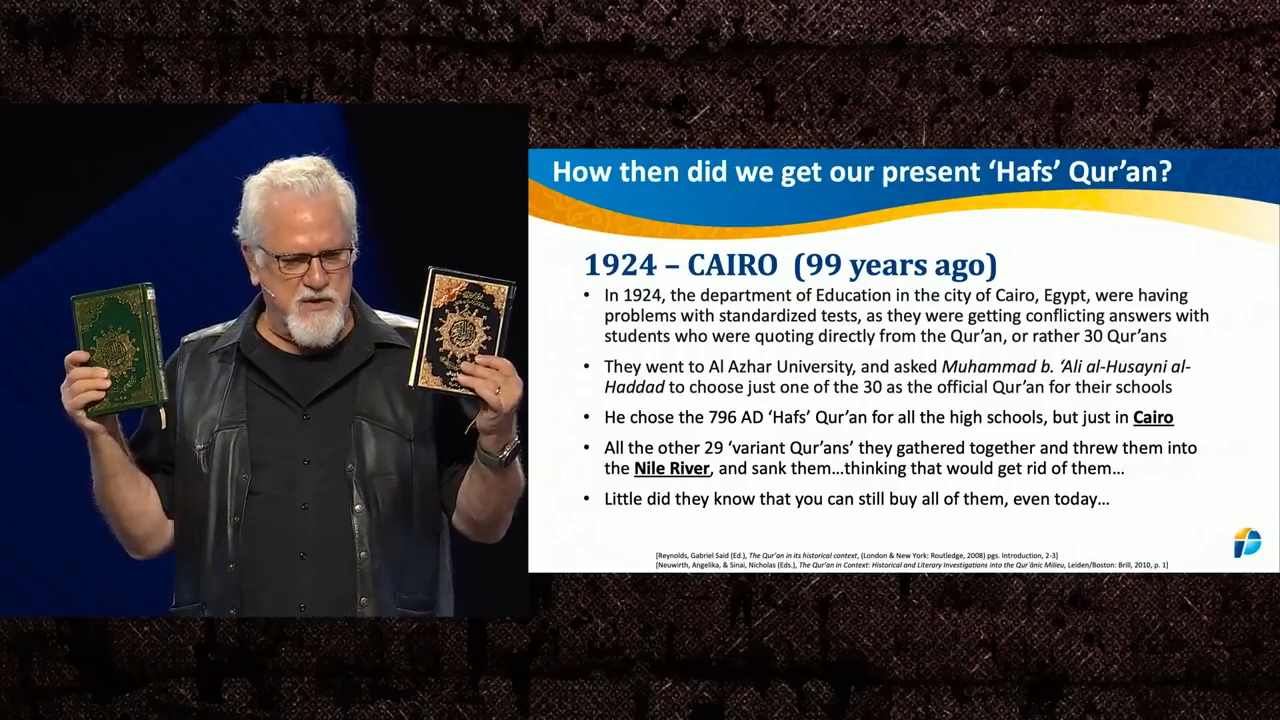 How then did we get our present ‘Hafs’ Qur’an?
1924 – CAIRO (99 years ago)
• In 1924, the department of Education in the city of Cairo, Egypt, were having
problems with standardized tests, as they were getting conflicting answers with
students who were quoting directly from the Qur’an, or rather 30 Qur’ans
• They went to Al Azhar University, and asked Muhammad b. ‘Ali al-Husayni al-
Haddad to choose just one of the 30 as the official Qur’an for their schools
• He chose the 796 AD ‘Hafs’ Qur’an for all the high schools, but just in Cairo
• All the other 29 ‘variant Qur’ans’ they gathered together and threw them into
the Nile River, and sank them...thinking that would get rid of them...
• Little did they know that you can still buy all of them, even today...
[Reynolds, Gabriel Said (Ed.), The Qur’an in its historical context, (London & New York: Routledge, 2008) pgs. Introduction, 2-3]
[Neuwirth, Angelika, & Sinai, Nicholas (Eds.), The Qur’an in Context: Historical and Literary Investigations into the Qurʾānic Milieu, Leiden/Boston: Brill, 2010, p. 1]